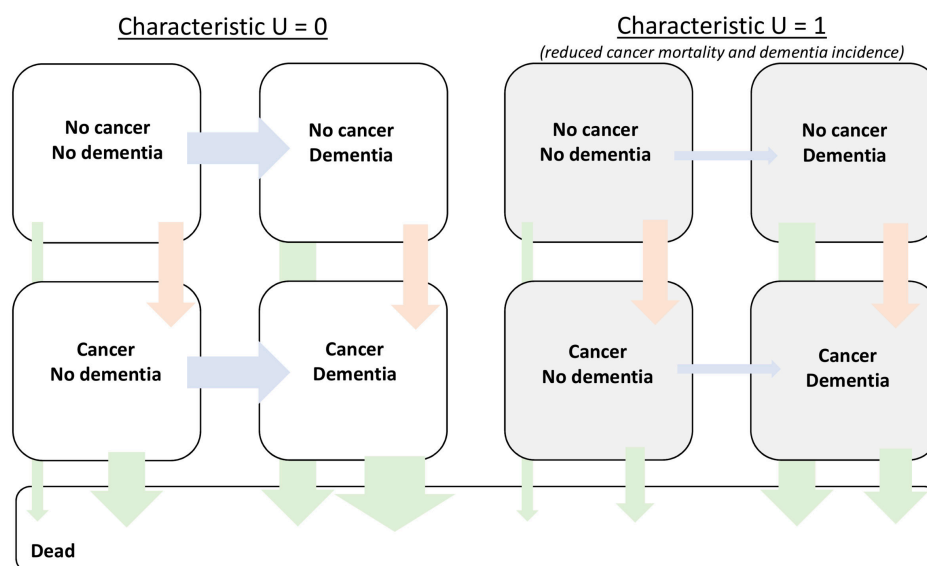 Characteristic U = 0
Characteristic U = 1
(reduced cancer mortality and dementia incidence)
No cancer
No dementia
No cancer
Dementia
No cancer
No dementia
No cancer
Dementia
Cancer
No dementia
Cancer
Dementia
Cancer
No dementia
Cancer
Dementia
Dead